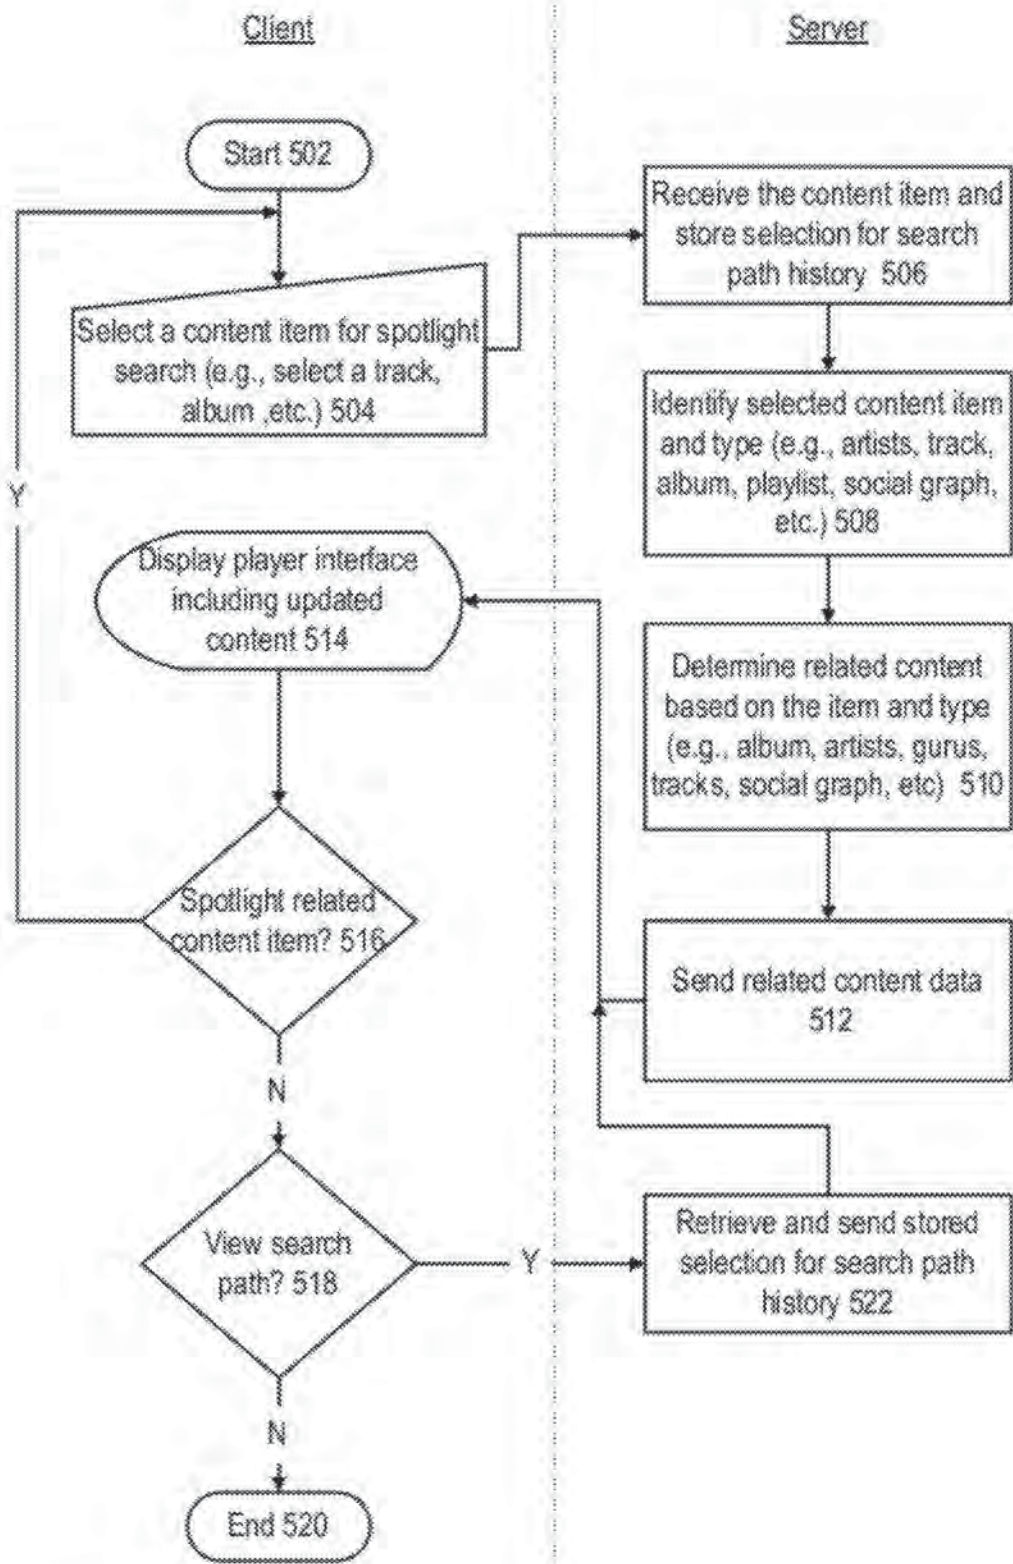 Client
Server
Start 502
Receive the content item and
store selection for search
path history 506
Select a content item for spotlight
search (e.g., select a track,
album ,etc.) 504
Identify selected content item
and type (e.g., artists, track,
album, playlist, social graph,
etc.) 508
Y
Display player interface
including updated
content 514
Determine related content
based on the item and type
(e.g., album, artists, gurus,
tracks, social graph, etc) 510
Spotlight related
content item? 516
Send related content data
512
N
View search
path? 518
Y
Retrieve and send stored
selection for search path
history 522
N
End 520